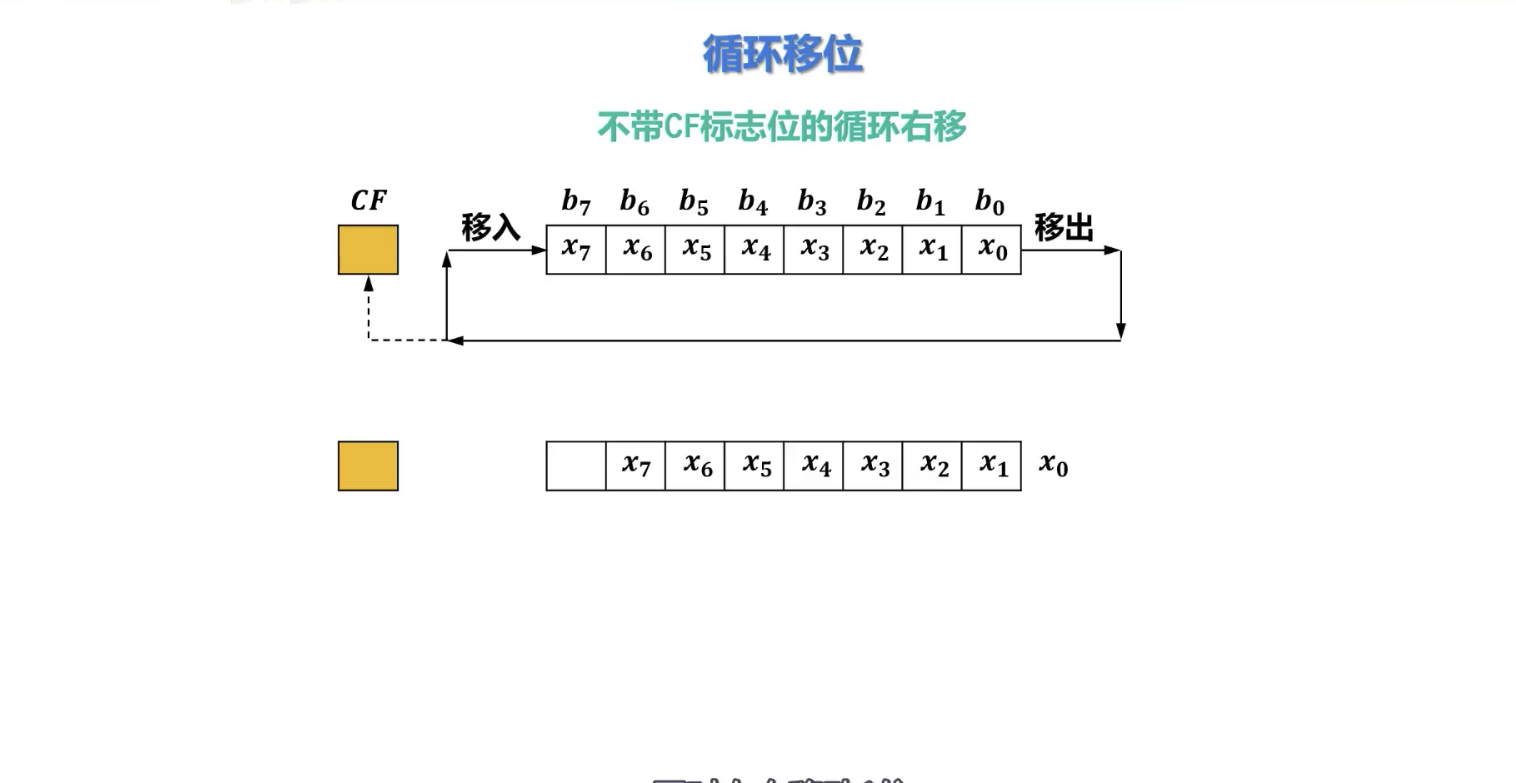 循环移位
不带CF标志位的循环右移
CF b₇ b₆ b₅ b₄ b₃ b₂ b₁ b₀
移入 x₇ x₆ x₅ x₄ x₃ x₂ x₁ x₀ 移出
x₇ x₆ x₅ x₄ x₃ x₂ x₁ x₀